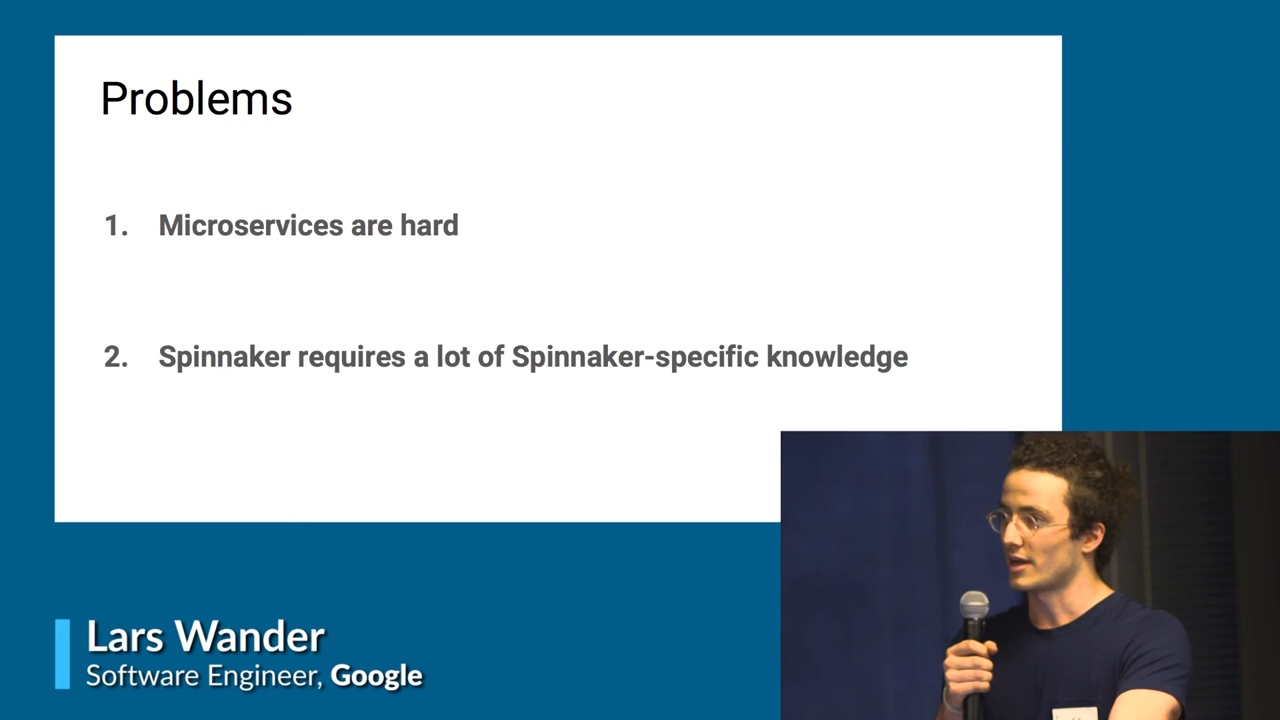 Problems
1. Microservices are hard
2. Spinnaker requires a lot of Spinnaker-specific knowledge
Lars Wander
Software Engineer, Google